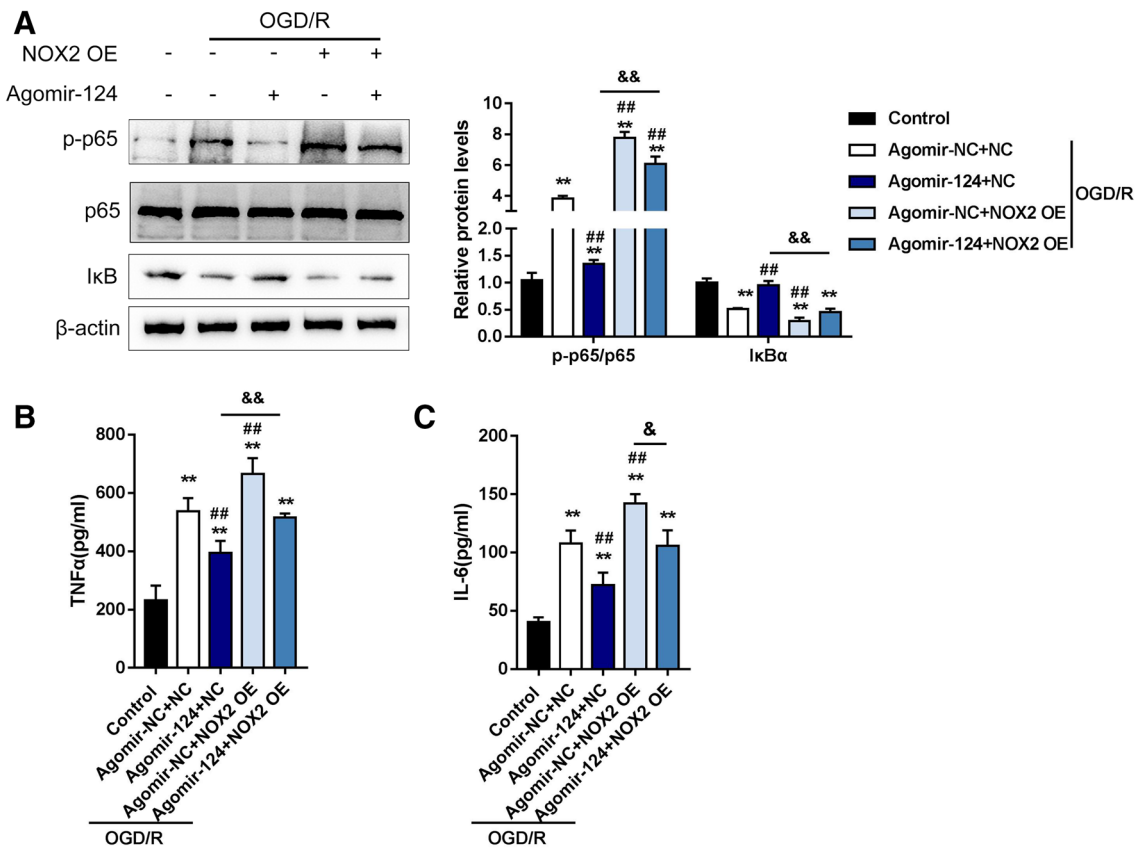 A
OGD/R
NOX2 OE - - - + +
Agomir-124 - - + - +
p-p65
p65
IκB
β-actin
Relative protein levels
10
8
6
4
2.0
1.5
1.0
0.5
0.0
&&
##
**
##
**
**
##
**
&&
**
##
##
**
**
p-p65/p65
IκBα
Control
Agomir-NC+NC
Agomir-124+NC
Agomir-NC+NOX2 OE
Agomir-124+NOX2 OE
OGD/R
B
TNFα(pg/ml)
800
600
400
200
0
&&
**
##
**
##
**
**
Control
Agomir-NC+NC
Agomir-124+NC
Agomir-NC+NOX2 OE
Agomir-124+NOX2 OE
OGD/R
C
IL-6(pg/ml)
200
150
100
50
0
&
**
##
**
##
**
**
Control
Agomir-NC+NC
Agomir-124+NC
Agomir-NC+NOX2 OE
Agomir-124+NOX2 OE
OGD/R